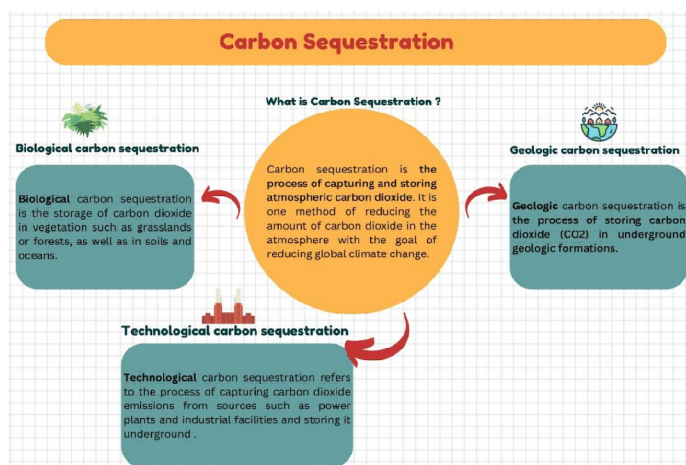 Carbon Sequestration
What is Carbon Sequestration ?
Carbon sequestration is the
process of capturing and storing
atmospheric carbon dioxide. It is
one method of reducing the
amount of carbon dioxide in the
atmosphere with the goal of
reducing global climate change.
Biological carbon sequestration
Biological carbon sequestration
is the storage of carbon dioxide
in vegetation such as grasslands
or forests, as well as in soils and
oceans.
Geologic carbon sequestration
Geologic carbon sequestration is
the process of storing carbon
dioxide (CO2) in underground
geologic formations.
Technological carbon sequestration
Technological carbon sequestration refers
to the process of capturing carbon dioxide
emissions from sources such as power
plants and industrial facilities and storing it
underground .